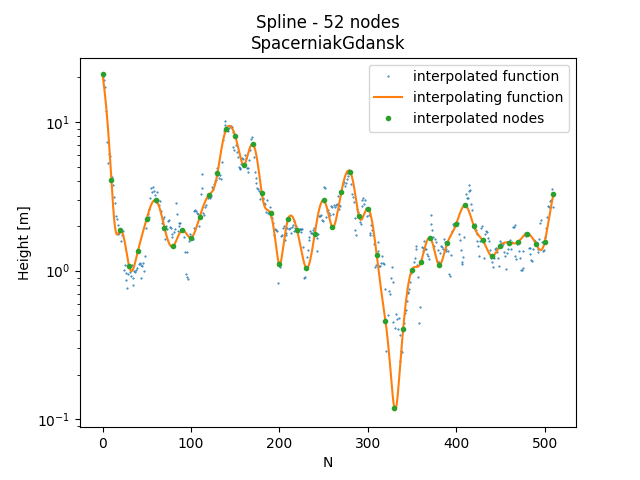 Spline - 52 nodes
SpacerniakGdansk
interpolated function
interpolating function
interpolated nodes
Height [m]
10¹
10⁰
10⁻¹
0 100 200 300 400 500
N